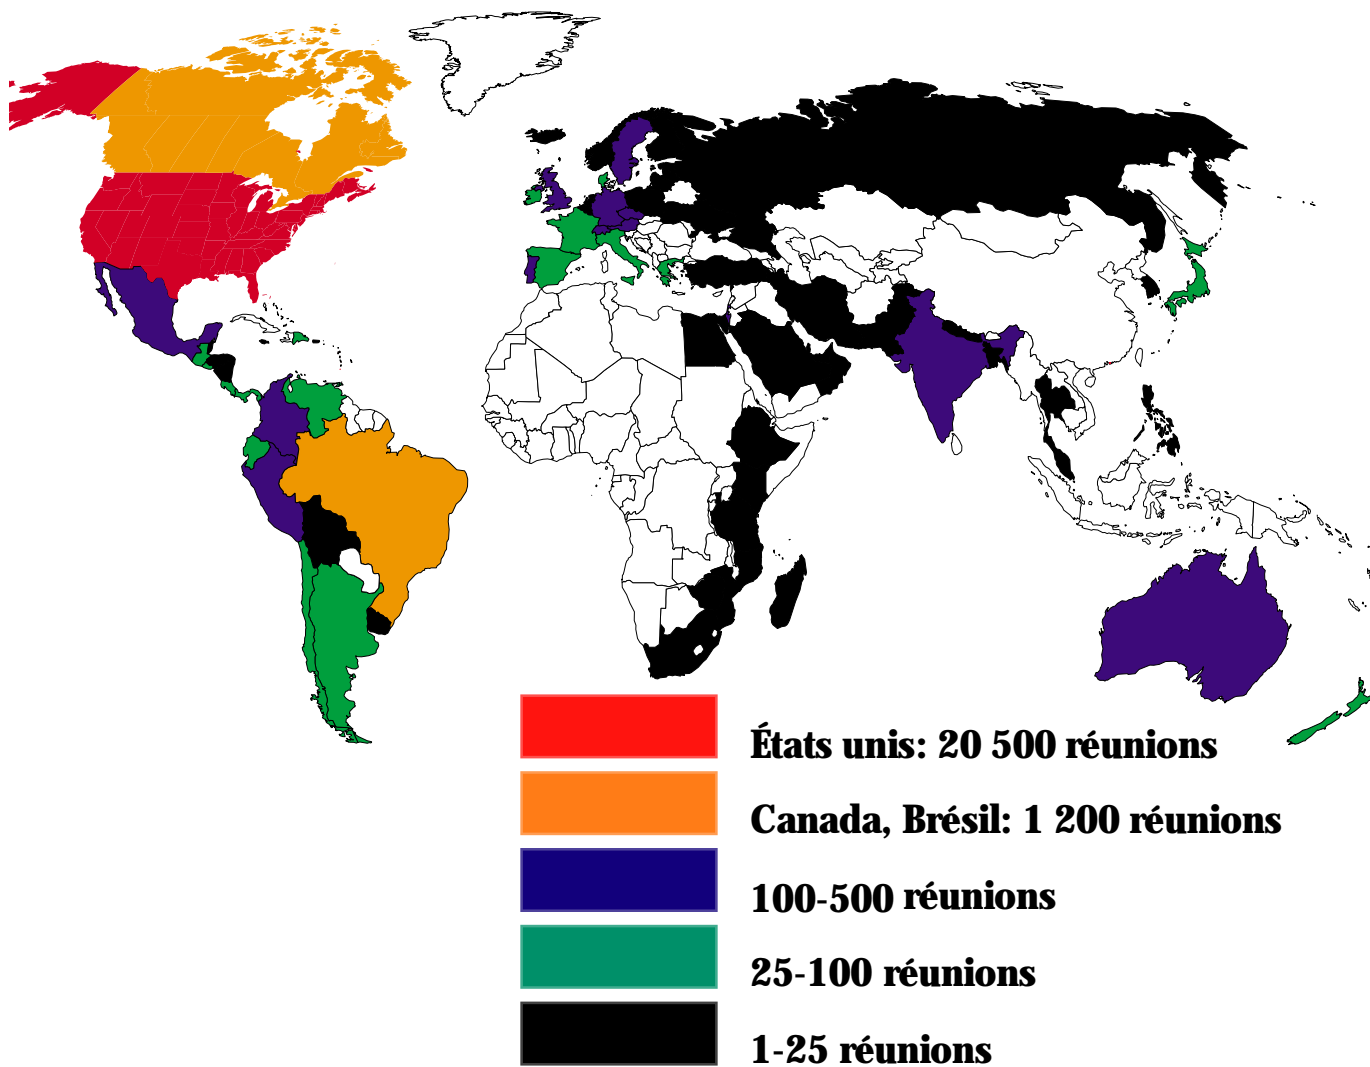 États unis: 20 500 réunions
Canada, Brésil: 1 200 réunions
100-500 réunions
25-100 réunions
1-25 réunions